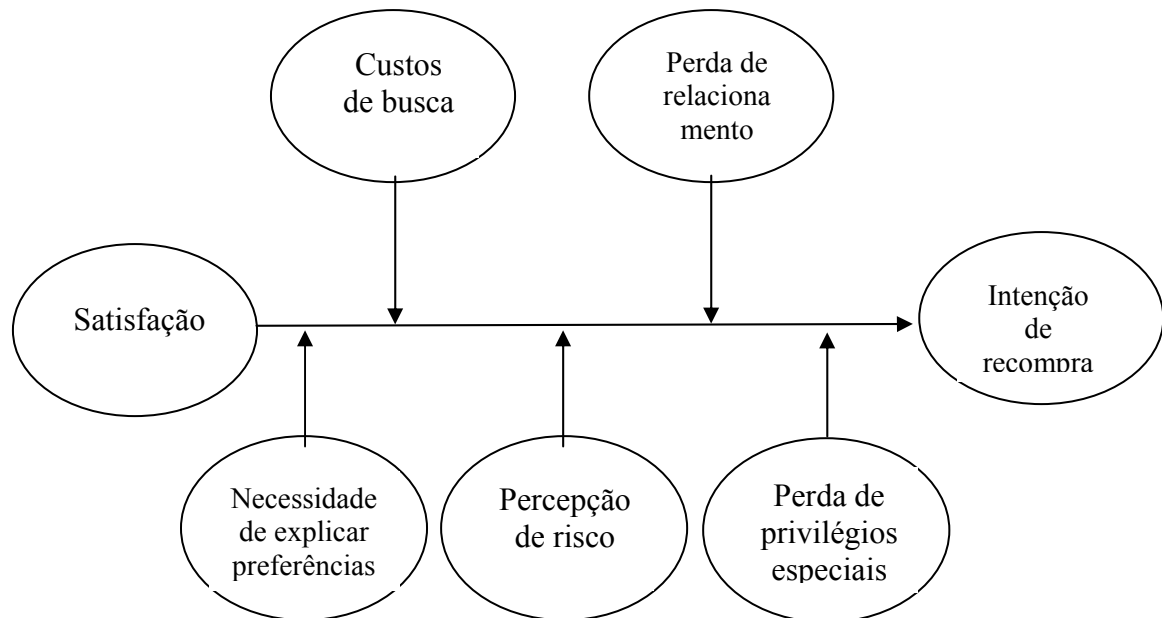 Custos
de busca
Perda de
relaciona
mento
Satisfação
Intenção
de
recompra
Necessidade
de explicar
preferências
Percepção
de risco
Perda de
privilégios
especiais